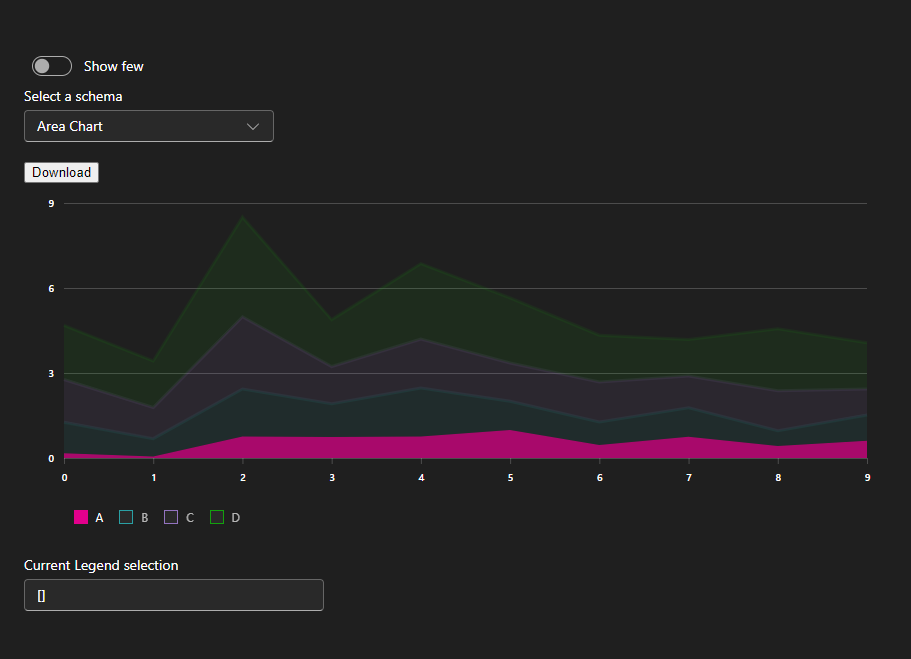 Show few
Select a schema
Area Chart
Download
9
6
3
0
0 1 2 3 4 5 6 7 8 9
A B C D
Current Legend selection
[]